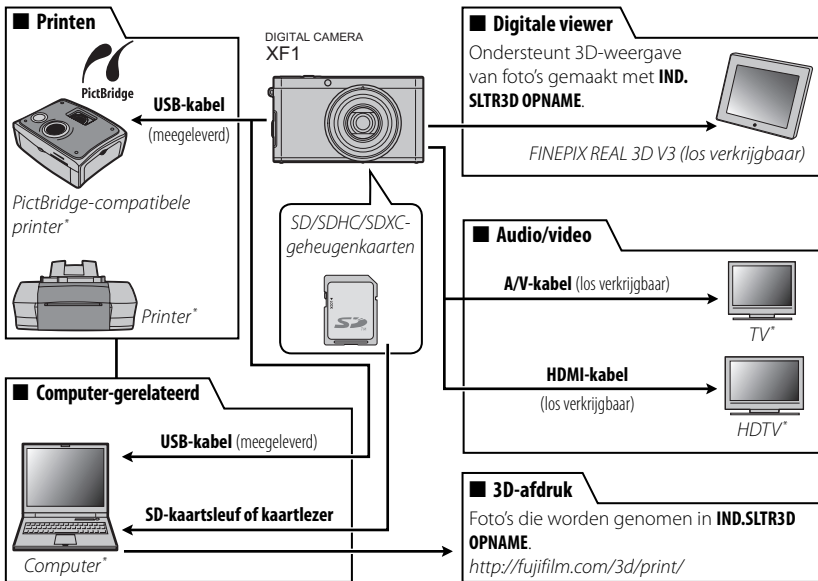 ■ Printen
PictBridge
USB-kabel
(meegeleverd)
PictBridge-compatibele
printer*
Printer*
DIGITAL CAMERA
XF1
SD/SDHC/SDXC-
geheugenkaarten
SD
■ Digitale viewer
Ondersteunt 3D-weergave
van foto's gemaakt met IND.
SLTR3D OPNAME.
FINEPIX REAL 3D V3 (los verkrijgbaar)
■ Audio/video
A/V-kabel (los verkrijgbaar)
TV*
HDMI-kabel
(los verkrijgbaar)
HDTV*
■ Computer-gerelateerd
USB-kabel (meegeleverd)
SD-kaartsleuf of kaartlezer
Computer*
■ 3D-afdruk
Foto's die worden genomen in IND.SLTR3D
OPNAME.
http://fujifilm.com/3d/print/